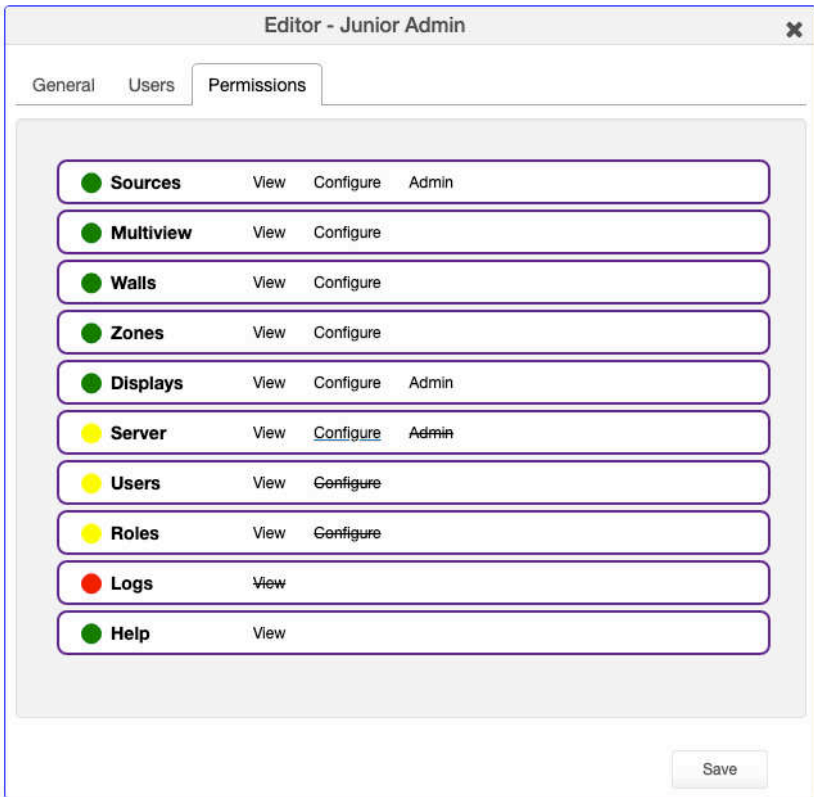 Editor - Junior Admin
General Users Permissions
Sources View Configure Admin
Multiview View Configure
Walls View Configure
Zones View Configure
Displays View Configure Admin
Server View Configure Admin
Users View Configure
Roles View Configure
Logs View
Help View
Save